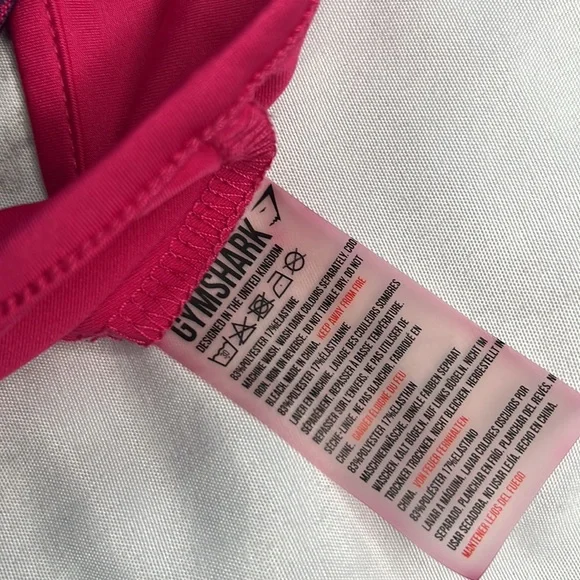 GYMSHARK
DESIGNED IN THE UNITED KINGDOM
30
83%POLYESTER 17%ELASTANE
MACHINE WASH, WASH DARK COLOURS SEPARATELY, COOL
IRON, IRON ON REVERSE. DO NOT TUMBLE DRY. DO NOT
BLEACH. MADE IN CHINA. KEEP AWAY FROM FIRE
83%POLYESTER 17%ELASTHANNE
LAVER EN MACHINE. LAVAGE DES COULEURS SOMBRES
SÉPARÉMENT. REPASSER À BASSE TEMPÉRATURE.
REPASSER SUR L'ENVERS. NE PAS UTILISER DE
SÈCHE-LINGE. NE PAS BLANCHIR. FABRIQUÉ EN
CHINE. GARDER ÉLOIGNÉ DU FEU
83%POLYESTER 17%ELASTHAN
MASCHINENWÄSCHE, DUNKLE FARBEN SEPARAT
WASCHEN, KALT BÜGELN, AUF LINKS BÜGELN. NICHT IM
TROCKNER TROCKNEN NICHT BLEICHEN. HERGESTELLT IN
CHINA. VON FEUER FERNHALTEN
83%POLIÉSTER 17%ELASTANO
LAVAR A MÁQUINA, LAVAR COLORES OSCUROS POR
SEPARADO, PLANCHAR EN FRÍO, PLANCHAR DEL REVÉS. N
USAR SECADORA. NO USAR LEJÍA. HECHO EN CHINA.
MANTENER LEJOS DEL FUEGO